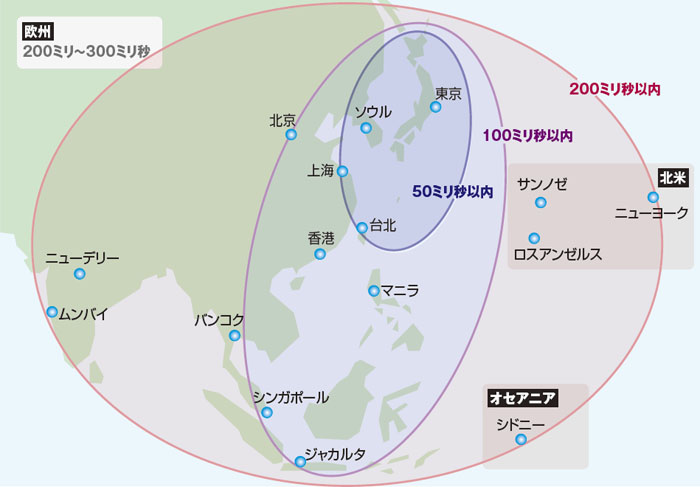 欧州
200ミリ~300ミリ秒
200ミリ秒以内
東京
ソウル
北京
100ミリ秒以内
上海
50ミリ秒以内
北米
サンノゼ
ニューヨーク
台北
香港
ロスアンゼルス
ニューデリー
マニラ
ムンバイ
バンコク
シンガポール
オセアニア
シドニー
ジャカルタ